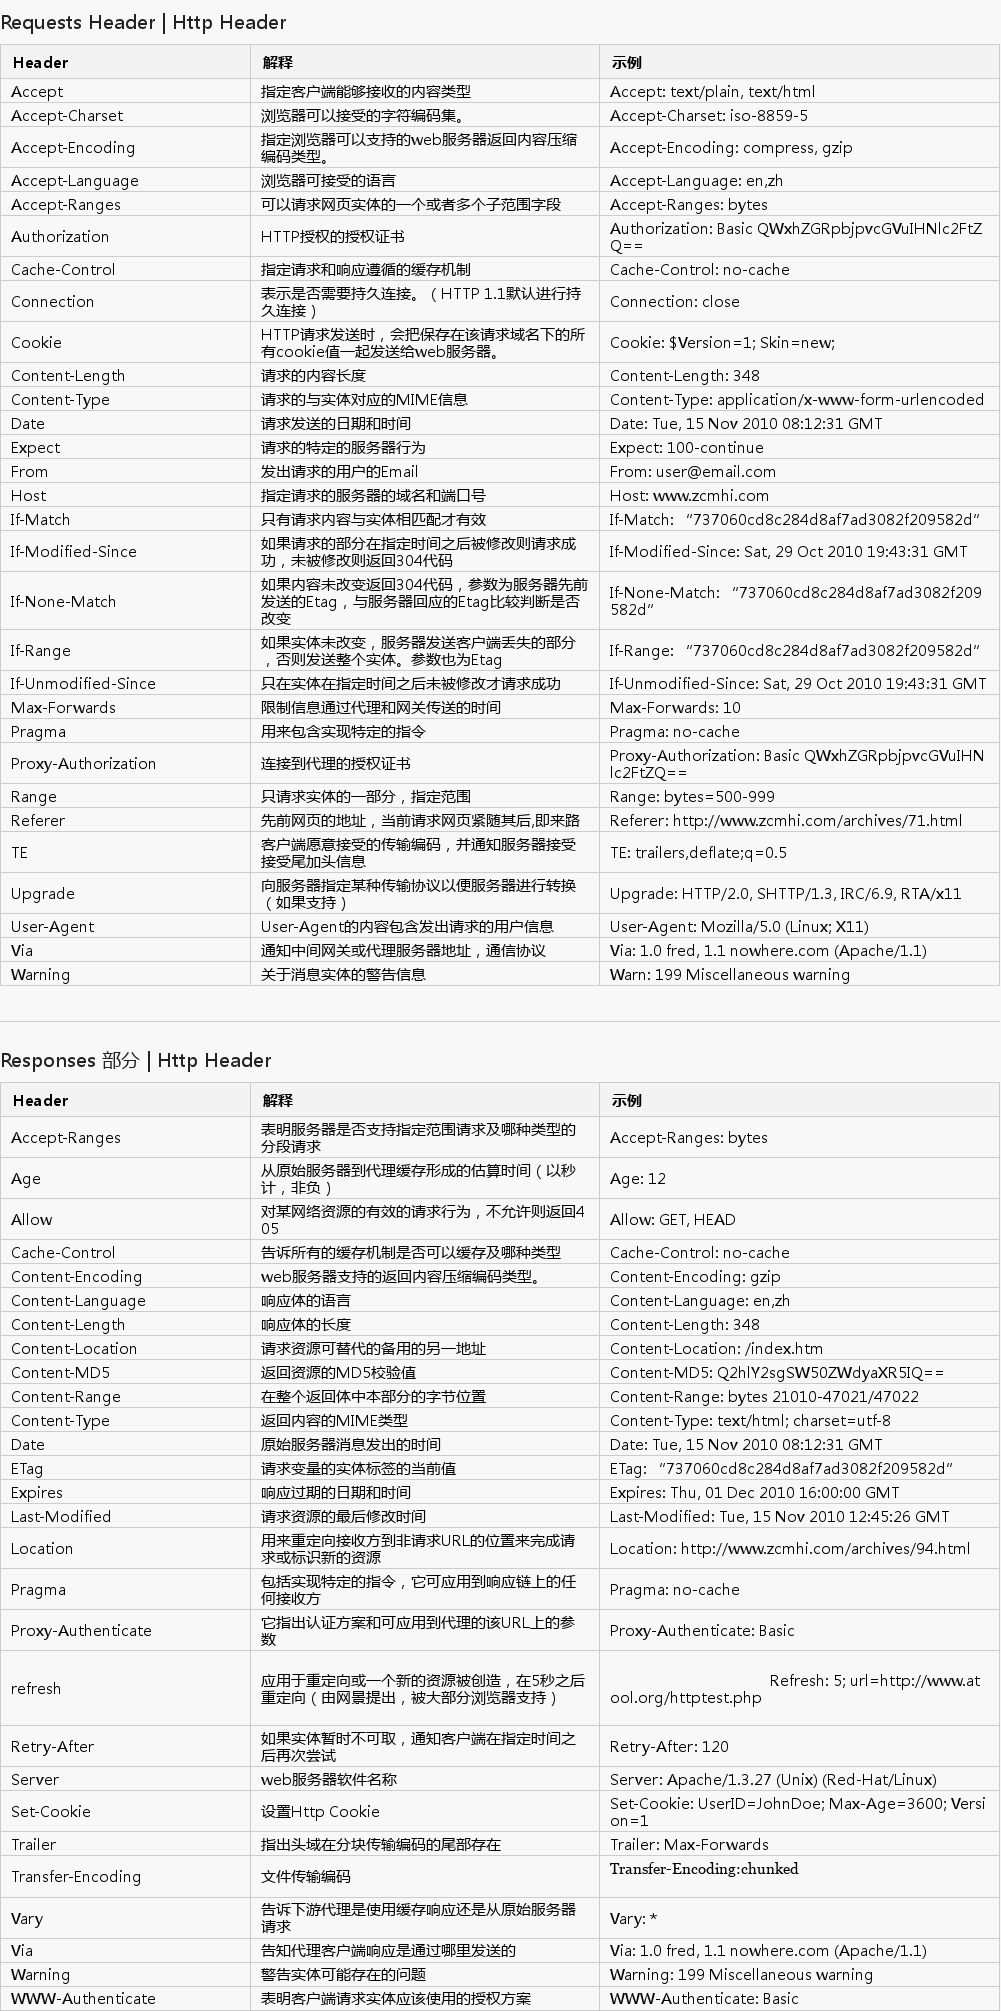 Requests Header | Http Header
Header 解释 示例
Accept 指定客户端能够接收的内容类型 Accept: text/plain, text/html
Accept-Charset 浏览器可以接受的字符编码集。 Accept-Charset: iso-8859-5
Accept-Encoding 指定浏览器可以支持的web服务器返回内容压缩
编码类型。 Accept-Encoding: compress, gzip
Accept-Language 浏览器可接受的语言 Accept-Language: en,zh
Accept-Ranges 可以请求网页实体的一个或者多个子范围字段 Accept-Ranges: bytes
Authorization HTTP授权的授权证书 Authorization: Basic QWxhZGRpbjpvcGVuIHNlc2FtZ
Q==
Cache-Control 指定请求和响应遵循的缓存机制 Cache-Control: no-cache
Connection 表示是否需要持久连接。（HTTP 1.1默认进行持
久连接） Connection: close
Cookie HTTP请求发送时，会把保存在该请求域名下的所
有cookie值一起发送给web服务器。 Cookie: $Version=1; Skin=new;
Content-Length 请求的内容长度 Content-Length: 348
Content-Type 请求的与实体对应的MIME信息 Content-Type: application/x-www-form-urlencoded
Date 请求发送的日期和时间 Date: Tue, 15 Nov 2010 08:12:31 GMT
Expect 请求的特定的服务器行为 Expect: 100-continue
From 发出请求的用户的Email From: user@email.com
Host 指定请求的服务器的域名和端口号 Host: www.zcmhi.com
If-Match 只有请求内容与实体相匹配才有效 If-Match: “737060cd8c284d8af7ad3082f209582d”
If-Modified-Since 如果请求的部分在指定时间之后被修改则请求成
功，未被修改则返回304代码 If-Modified-Since: Sat, 29 Oct 2010 19:43:31 GMT
If-None-Match 如果内容未改变返回304代码，参数为服务器先前
发送的Etag，与服务器回应的Etag比较判断是否
改变 If-None-Match: “737060cd8c284d8af7ad3082f209
582d”
If-Range 如果实体未改变，服务器发送客户端丢失的部分
，否则发送整个实体。参数也为Etag If-Range: “737060cd8c284d8af7ad3082f209582d”
If-Unmodified-Since 只在实体在指定时间之后未被修改才请求成功 If-Unmodified-Since: Sat, 29 Oct 2010 19:43:31 GMT
Max-Forwards 限制信息通过代理和网关传送的时间 Max-Forwards: 10
Pragma 用来包含实现特定的指令 Pragma: no-cache
Proxy-Authorization 连接到代理的授权证书 Proxy-Authorization: Basic QWxhZGRpbjpvcGVuIHN
lc2FtZQ==
Range 只请求实体的一部分，指定范围 Range: bytes=500-999
Referer 先前网页的地址，当前请求网页紧随其后,即来路 Referer: http://www.zcmhi.com/archives/71.html
TE 客户端愿意接受的传输编码，并通知服务器接受
接受尾加头信息 TE: trailers,deflate;q=0.5
Upgrade 向服务器指定某种传输协议以便服务器进行转换
（如果支持） Upgrade: HTTP/2.0, SHTTP/1.3, IRC/6.9, RTA/x11
User-Agent User-Agent的内容包含发出请求的用户信息 User-Agent: Mozilla/5.0 (Linux; X11)
Via 通知中间网关或代理服务器地址，通信协议 Via: 1.0 fred, 1.1 nowhere.com (Apache/1.1)
Warning 关于消息实体的警告信息 Warn: 199 Miscellaneous warning
Responses 部分 | Http Header
Header 解释 示例
Accept-Ranges 表明服务器是否支持指定范围请求及哪种类型的
分段请求 Accept-Ranges: bytes
Age 从原始服务器到代理缓存形成的估算时间（以秒
计，非负） Age: 12
Allow 对某网络资源的有效的请求行为，不允许则返回4
05 Allow: GET, HEAD
Cache-Control 告诉所有的缓存机制是否可以缓存及哪种类型 Cache-Control: no-cache
Content-Encoding web服务器支持的返回内容压缩编码类型。 Content-Encoding: gzip
Content-Language 响应体的语言 Content-Language: en,zh
Content-Length 响应体的长度 Content-Length: 348
Content-Location 请求资源可替代的备用的另一地址 Content-Location: /index.htm
Content-MD5 返回资源的MD5校验值 Content-MD5: Q2hlY2sgSW50ZWdyaXR5IQ==
Content-Range 在整个返回体中本部分的字节位置 Content-Range: bytes 21010-47021/47022
Content-Type 返回内容的MIME类型 Content-Type: text/html; charset=utf-8
Date 原始服务器消息发出的时间 Date: Tue, 15 Nov 2010 08:12:31 GMT
ETag 请求变量的实体标签的当前值 ETag: “737060cd8c284d8af7ad3082f209582d”
Expires 响应过期的日期和时间 Expires: Thu, 01 Dec 2010 16:00:00 GMT
Last-Modified 请求资源的最后修改时间 Last-Modified: Tue, 15 Nov 2010 12:45:26 GMT
Location 用来重定向接收方到非请求URL的位置来完成请
求或标识新的资源 Location: http://www.zcmhi.com/archives/94.html
Pragma 包括实现特定的指令，它可应用到响应链上的任
何接收方 Pragma: no-cache
Proxy-Authenticate 它指出认证方案和可应用到代理的该URL上的参
数 Proxy-Authenticate: Basic
refresh 应用于重定向或一个新的资源被创造，在5秒之后
重定向（由网景提出，被大部分浏览器支持） Refresh: 5; url=http://www.at
ool.org/httptest.php
Retry-After 如果实体暂时不可取，通知客户端在指定时间之
后再次尝试 Retry-After: 120
Server web服务器软件名称 Server: Apache/1.3.27 (Unix) (Red-Hat/Linux)
Set-Cookie 设置Http Cookie Set-Cookie: UserID=JohnDoe; Max-Age=3600; Versi
on=1
Trailer 指出头域在分块传输编码的尾部存在 Trailer: Max-Forwards
Transfer-Encoding 文件传输编码 Transfer-Encoding:chunked
Vary 告诉下游代理是使用缓存响应还是从原始服务器
请求 Vary: *
Via 告知代理客户端响应是通过哪里发送的 Via: 1.0 fred, 1.1 nowhere.com (Apache/1.1)
Warning 警告实体可能存在的问题 Warning: 199 Miscellaneous warning
WWW-Authenticate 表明客户端请求实体应该使用的授权方案 WWW-Authenticate: Basic